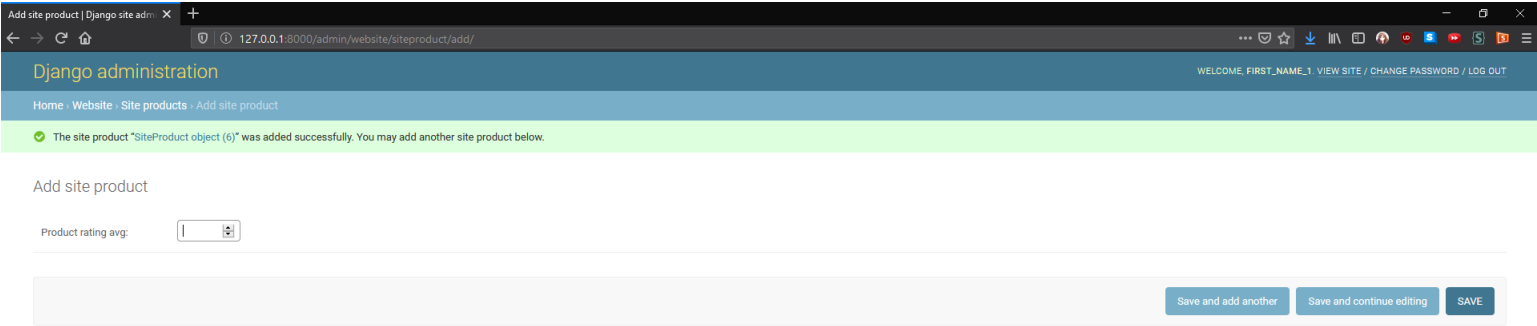 Add site product | Django site admi
127.0.0.1:8000/admin/website/siteproduct/add/
Django administration
WELCOME, FIRST_NAME_1. VIEW SITE / CHANGE PASSWORD / LOG OUT
Home › Website › Site products › Add site product
The site product “SiteProduct object (6)” was added successfully. You may add another site product below.
Add site product
Product rating avg:
Save and add another
Save and continue editing
SAVE